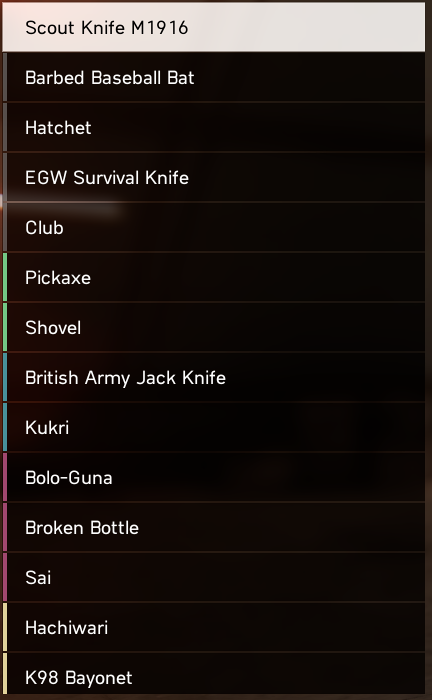 Scout Knife M1916
Barbed Baseball Bat
Hatchet
EGW Survival Knife
Club
Pickaxe
Shovel
British Army Jack Knife
Kukri
Bolo-Guna
Broken Bottle
Sai
Hachiwari
K98 Bayonet